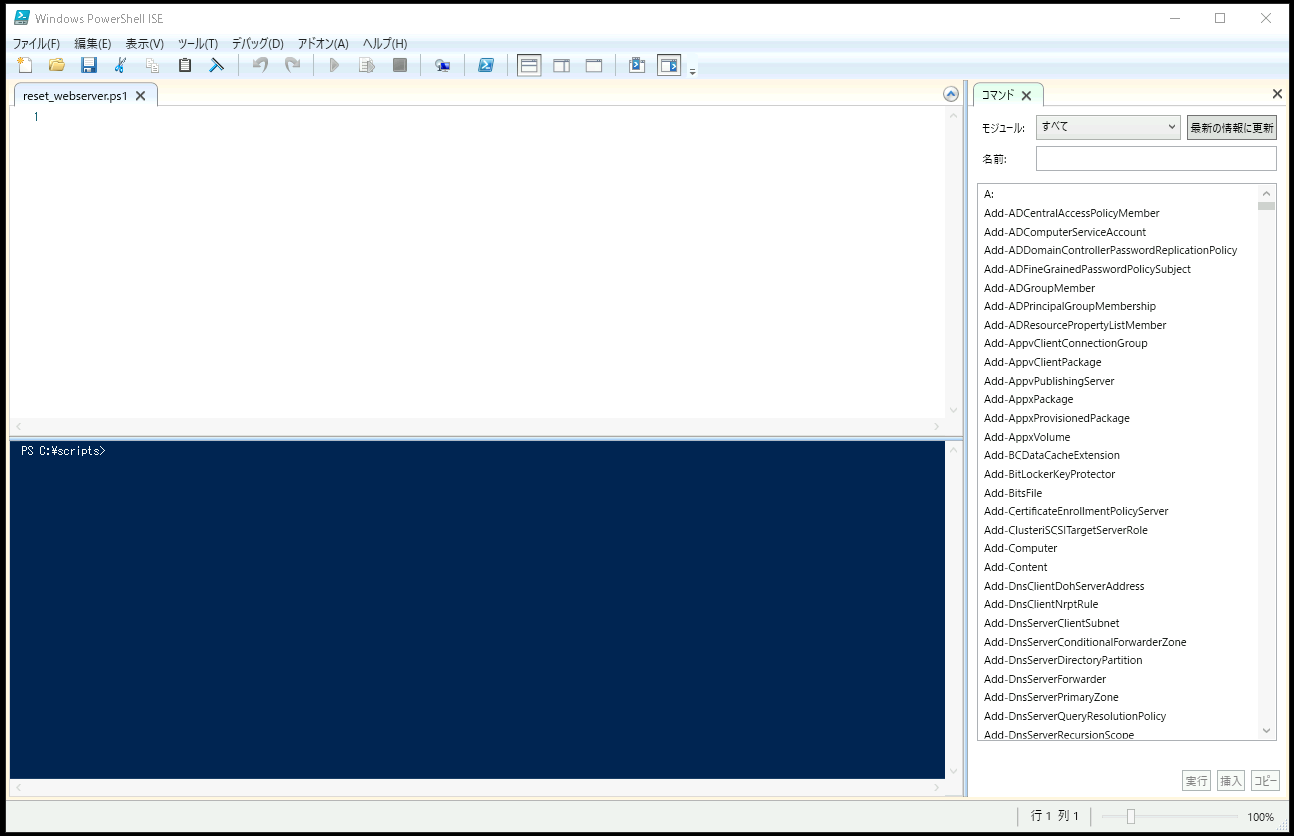 Windows PowerShell ISE
ファイル(F) 編集(E) 表示(V) ツール(T) デバッグ(D) アドオン(A) ヘルプ(H)
reset_webserver.ps1
1
PS C:¥scripts>
コマンド
モジュール: すべて 最新の情報に更新
名前:
A:
Add-ADCentralAccessPolicyMember
Add-ADComputerServiceAccount
Add-ADDomainControllerPasswordReplicationPolicy
Add-ADFineGrainedPasswordPolicySubject
Add-ADGroupMember
Add-ADPrincipalGroupMembership
Add-ADResourcePropertyListMember
Add-AppvClientConnectionGroup
Add-AppvClientPackage
Add-AppvPublishingServer
Add-AppxPackage
Add-AppxProvisionedPackage
Add-AppxVolume
Add-BCDataCacheExtension
Add-BitLockerKeyProtector
Add-BitsFile
Add-CertificateEnrollmentPolicyServer
Add-ClusteriSCSITargetServerRole
Add-Computer
Add-Content
Add-DnsClientDohServerAddress
Add-DnsClientNrptRule
Add-DnsServerClientSubnet
Add-DnsServerConditionalForwarderZone
Add-DnsServerDirectoryPartition
Add-DnsServerForwarder
Add-DnsServerPrimaryZone
Add-DnsServerQueryResolutionPolicy
Add-DnsServerRecursionScope
実行 挿入 コピー
行 1 列 1 100%